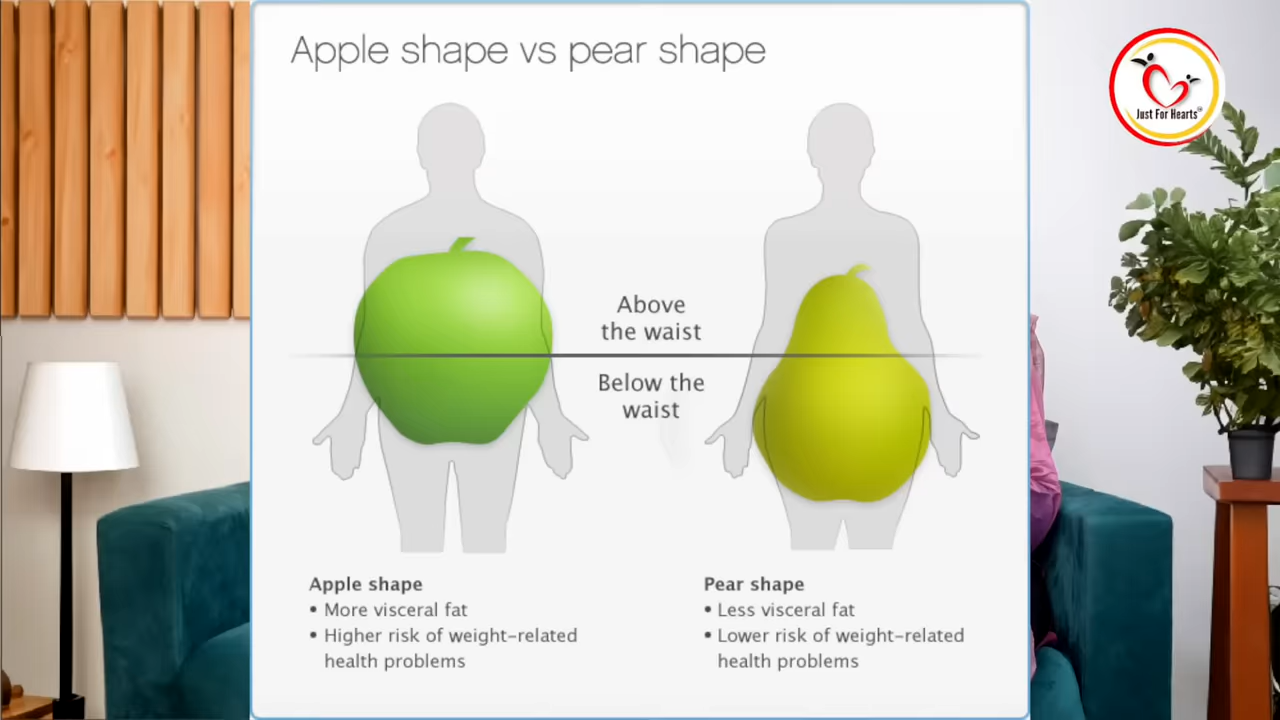 Apple shape vs pear shape
Just For Hearts®
Above
the waist
Below the
waist
Apple shape
• More visceral fat
• Higher risk of weight-related
health problems
Pear shape
• Less visceral fat
• Lower risk of weight-related
health problems